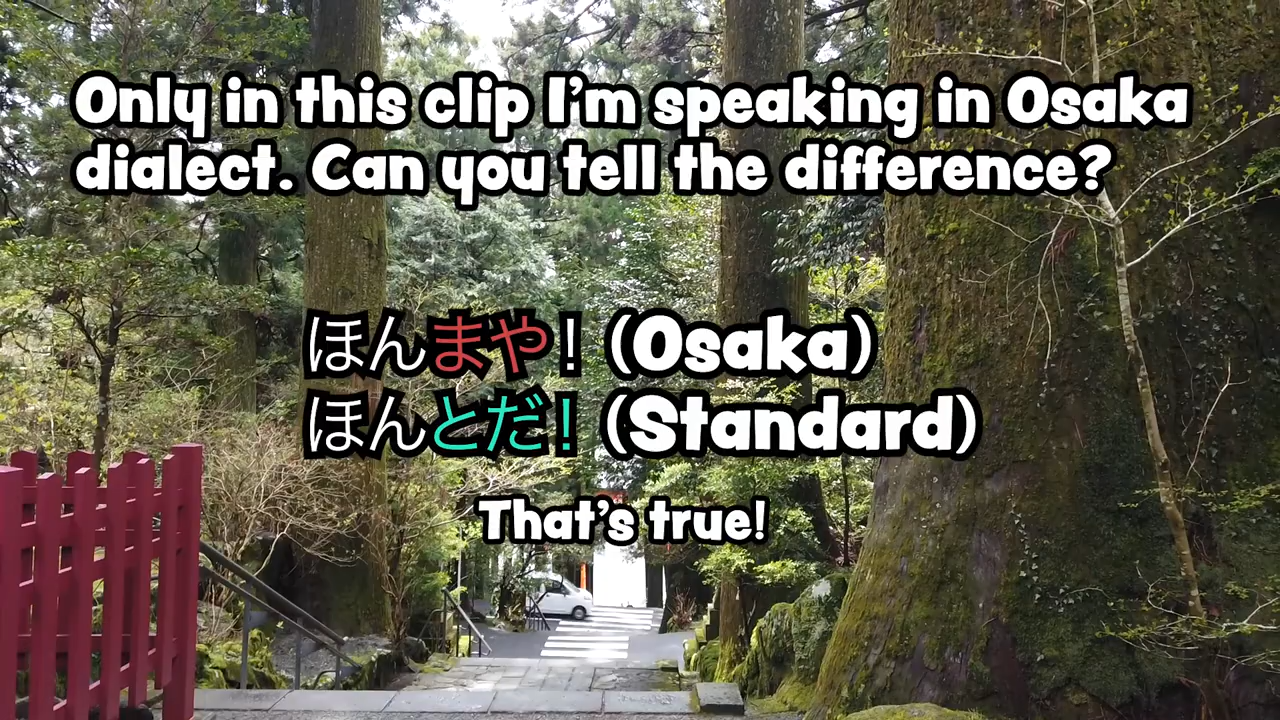 Only in this clip I'm speaking in Osaka
dialect. Can you tell the difference?
ほんまや! (Osaka)
ほんとだ! (Standard)
That's true!